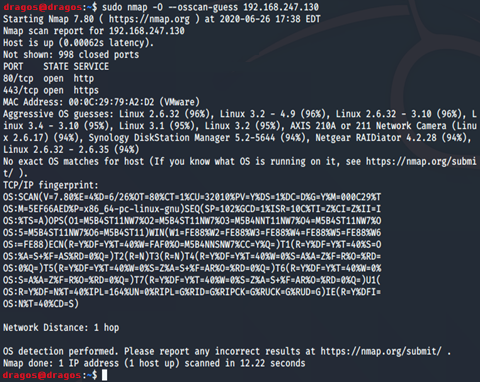 dragos@dragos:~$ sudo nmap -O --osscan-guess 192.168.247.130
Starting Nmap 7.80 ( https://nmap.org ) at 2020-06-26 17:38 EDT
Nmap scan report for 192.168.247.130
Host is up (0.00062s latency).
Not shown: 998 closed ports
PORT    STATE SERVICE
80/tcp  open  http
443/tcp open  https
MAC Address: 00:0C:29:79:A2:D2 (VMware)
Aggressive OS guesses: Linux 2.6.32 (96%), Linux 3.2 - 4.9 (96%), Linux 2.6.32 - 3.10 (96%), L
inux 3.4 - 3.10 (95%), Linux 3.1 (95%), Linux 3.2 (95%), AXIS 210A or 211 Network Camera (Linu
x 2.6.17) (94%), Synology DiskStation Manager 5.2-5644 (94%), Netgear RAIDiator 4.2.28 (94%),
Linux 2.6.32 - 2.6.35 (94%)
No exact OS matches for host (If you know what OS is running on it, see https://nmap.org/submi
t/ ).
TCP/IP fingerprint:
OS:SCAN(V=7.80%E=4%D=6/26%OT=80%CT=1%CU=32010%PV=Y%DS=1%DC=D%G=Y%M=000C29%T
OS:M=5EF66AED%P=x86_64-pc-linux-gnu)SEQ(SP=102%GCD=1%ISR=10C%TI=Z%CI=Z%II=I
OS:%TS=A)OPS(O1=M5B4ST11NW7%O2=M5B4ST11NW7%O3=M5B4NNT11NW7%O4=M5B4ST11NW7%O
OS:5=M5B4ST11NW7%O6=M5B4ST11)WIN(W1=FE88%W2=FE88%W3=FE88%W4=FE88%W5=FE88%W6
OS:=FE88)ECN(R=Y%DF=Y%T=40%W=FAF0%O=M5B4NNSNW7%CC=Y%Q=)T1(R=Y%DF=Y%T=40%S=O
OS:%A=S+%F=AS%RD=0%Q=)T2(R=N)T3(R=N)T4(R=Y%DF=Y%T=40%W=0%S=A%A=Z%F=R%O=%RD=
OS:0%Q=)T5(R=Y%DF=Y%T=40%W=0%S=Z%A=S+%F=AR%O=%RD=0%Q=)T6(R=Y%DF=Y%T=40%W=0%
OS:S=A%A=Z%F=R%O=%RD=0%Q=)T7(R=Y%DF=Y%T=40%W=0%S=Z%A=S+%F=AR%O=%RD=0%Q=)U1(
OS:R=Y%DF=N%T=40%IPL=164%UN=0%RIPL=G%RID=G%RIPCK=G%RUCK=G%RUD=G)IE(R=Y%DFI=
OS:N%T=40%CD=S)
Network Distance: 1 hop
OS detection performed. Please report any incorrect results at https://nmap.org/submit/ .
Nmap done: 1 IP address (1 host up) scanned in 12.22 seconds
dragos@dragos:~$